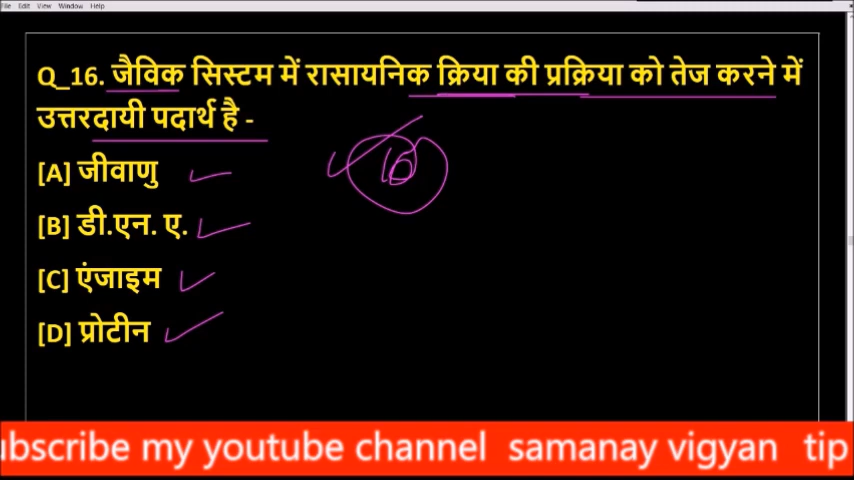 File Edit View Window Help
Q_16. जैविक सिस्टम में रासायनिक क्रिया की प्रक्रिया को तेज करने में
उत्तरदायी पदार्थ है -
[A] जीवाणु
[B] डी.एन. ए.
[C] एंजाइम
[D] प्रोटीन
16
ubscribe my youtube channel samanay vigyan tip